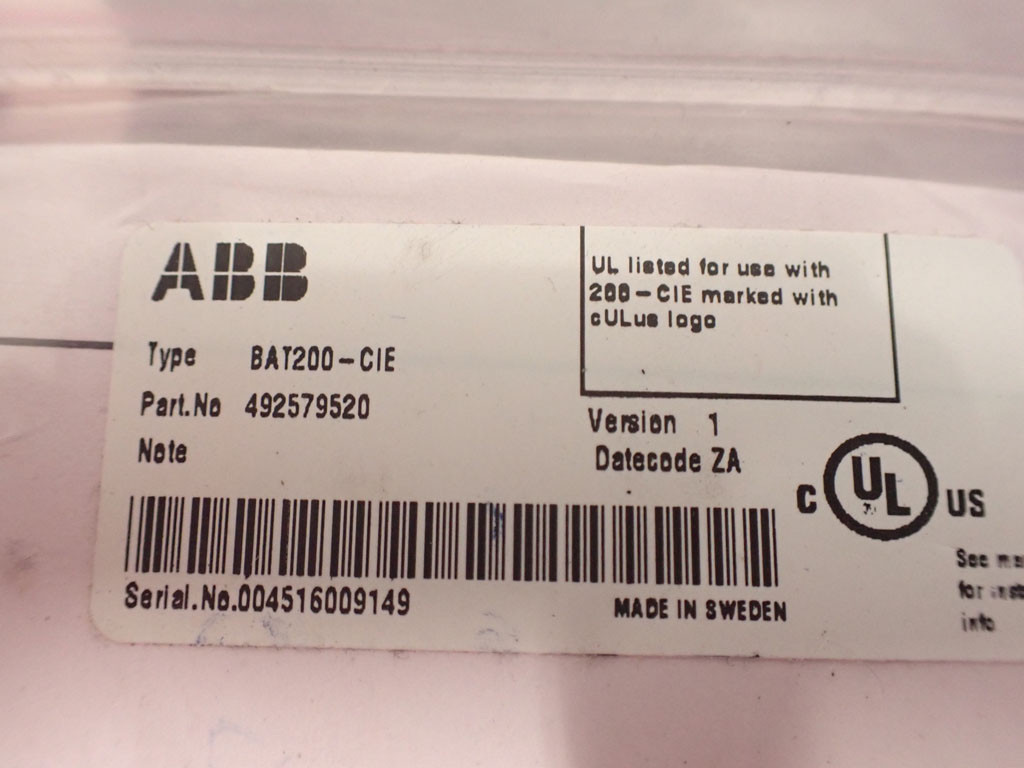 ABB
Type BAT200-CIE
Part.No 492579520
Note
UL listed for use with
200-CIE marked with
cULus logo
Version 1
Datecode ZA
C UL US
See
for
info
Serial.No.004516009149
MADE IN SWEDEN